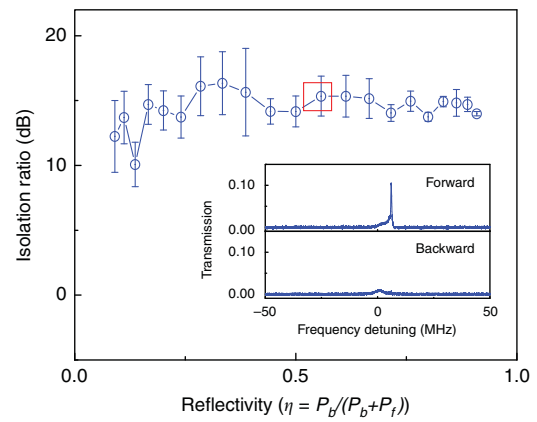 20
10
0
Isolation ratio (dB)
0.0
0.5
1.0
Reflectivity (η = P_b/(P_b+P_f))
0.10
0.00
Forward
0.10
0.00
Backward
Transmission
−50
0
50
Frequency detuning (MHz)